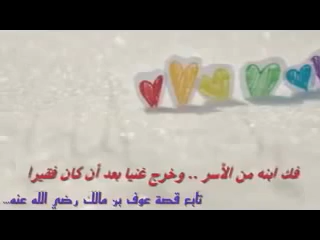 فك ابنه من الأسر .. وخرج غنيا بعد أن كان فقيرا
تابع قصة عوف بن مالك رضي الله عنه...